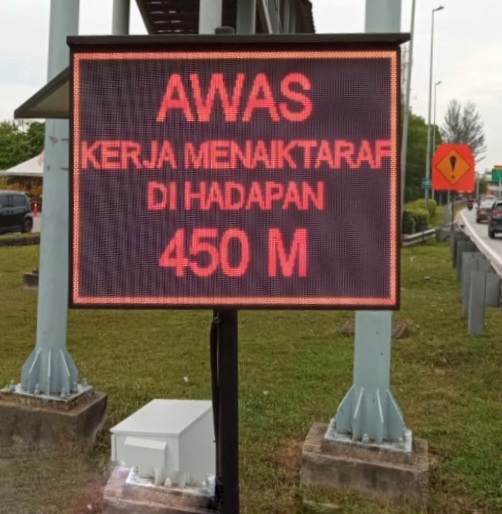 AWAS
KERJA MENAIKTARAF
DI HADAPAN
450 M